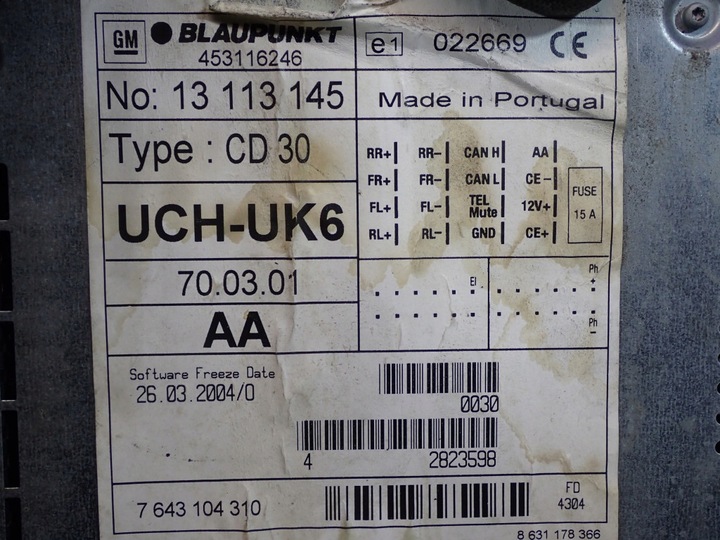 GM BLAUPUNKT
453116246
e1 022669 CE
No: 13 113 145
Made in Portugal
Type : CD 30
RR+ RR- CAN H AA
FR+ FR- CAN L CE-
FL+ FL- TEL Mute 12V+
RL+ RL- GND CE+
FUSE
15 A
UCH-UK6
70.03.01
AA
El
Ph
+
Ph
-
Software Freeze Date
26.03.2004/0
0030
4 2823598
7 643 104 310
FD
4304
8 631 178 366